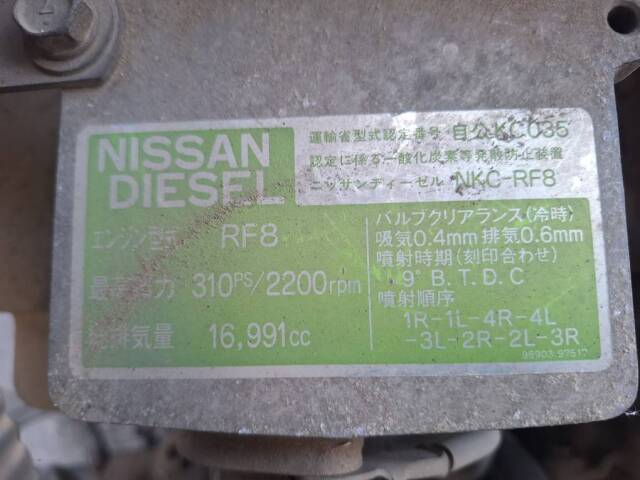 NISSAN
DIESEL
運輸省型式認定番号 自公KC035
認定に係る一酸化炭素等発散防止装置
ニッサンディーゼル NKC-RF8
エンジン型式 RF8
最高出力 310PS/2200rpm
総排気量 16,991cc
バルブクリアランス(冷時)
吸気0.4mm排気0.6mm
噴射時期(刻印合わせ)
9° B.T.D.C
噴射順序
1R-1L-4R-4L
-3L-2R-2L-3R